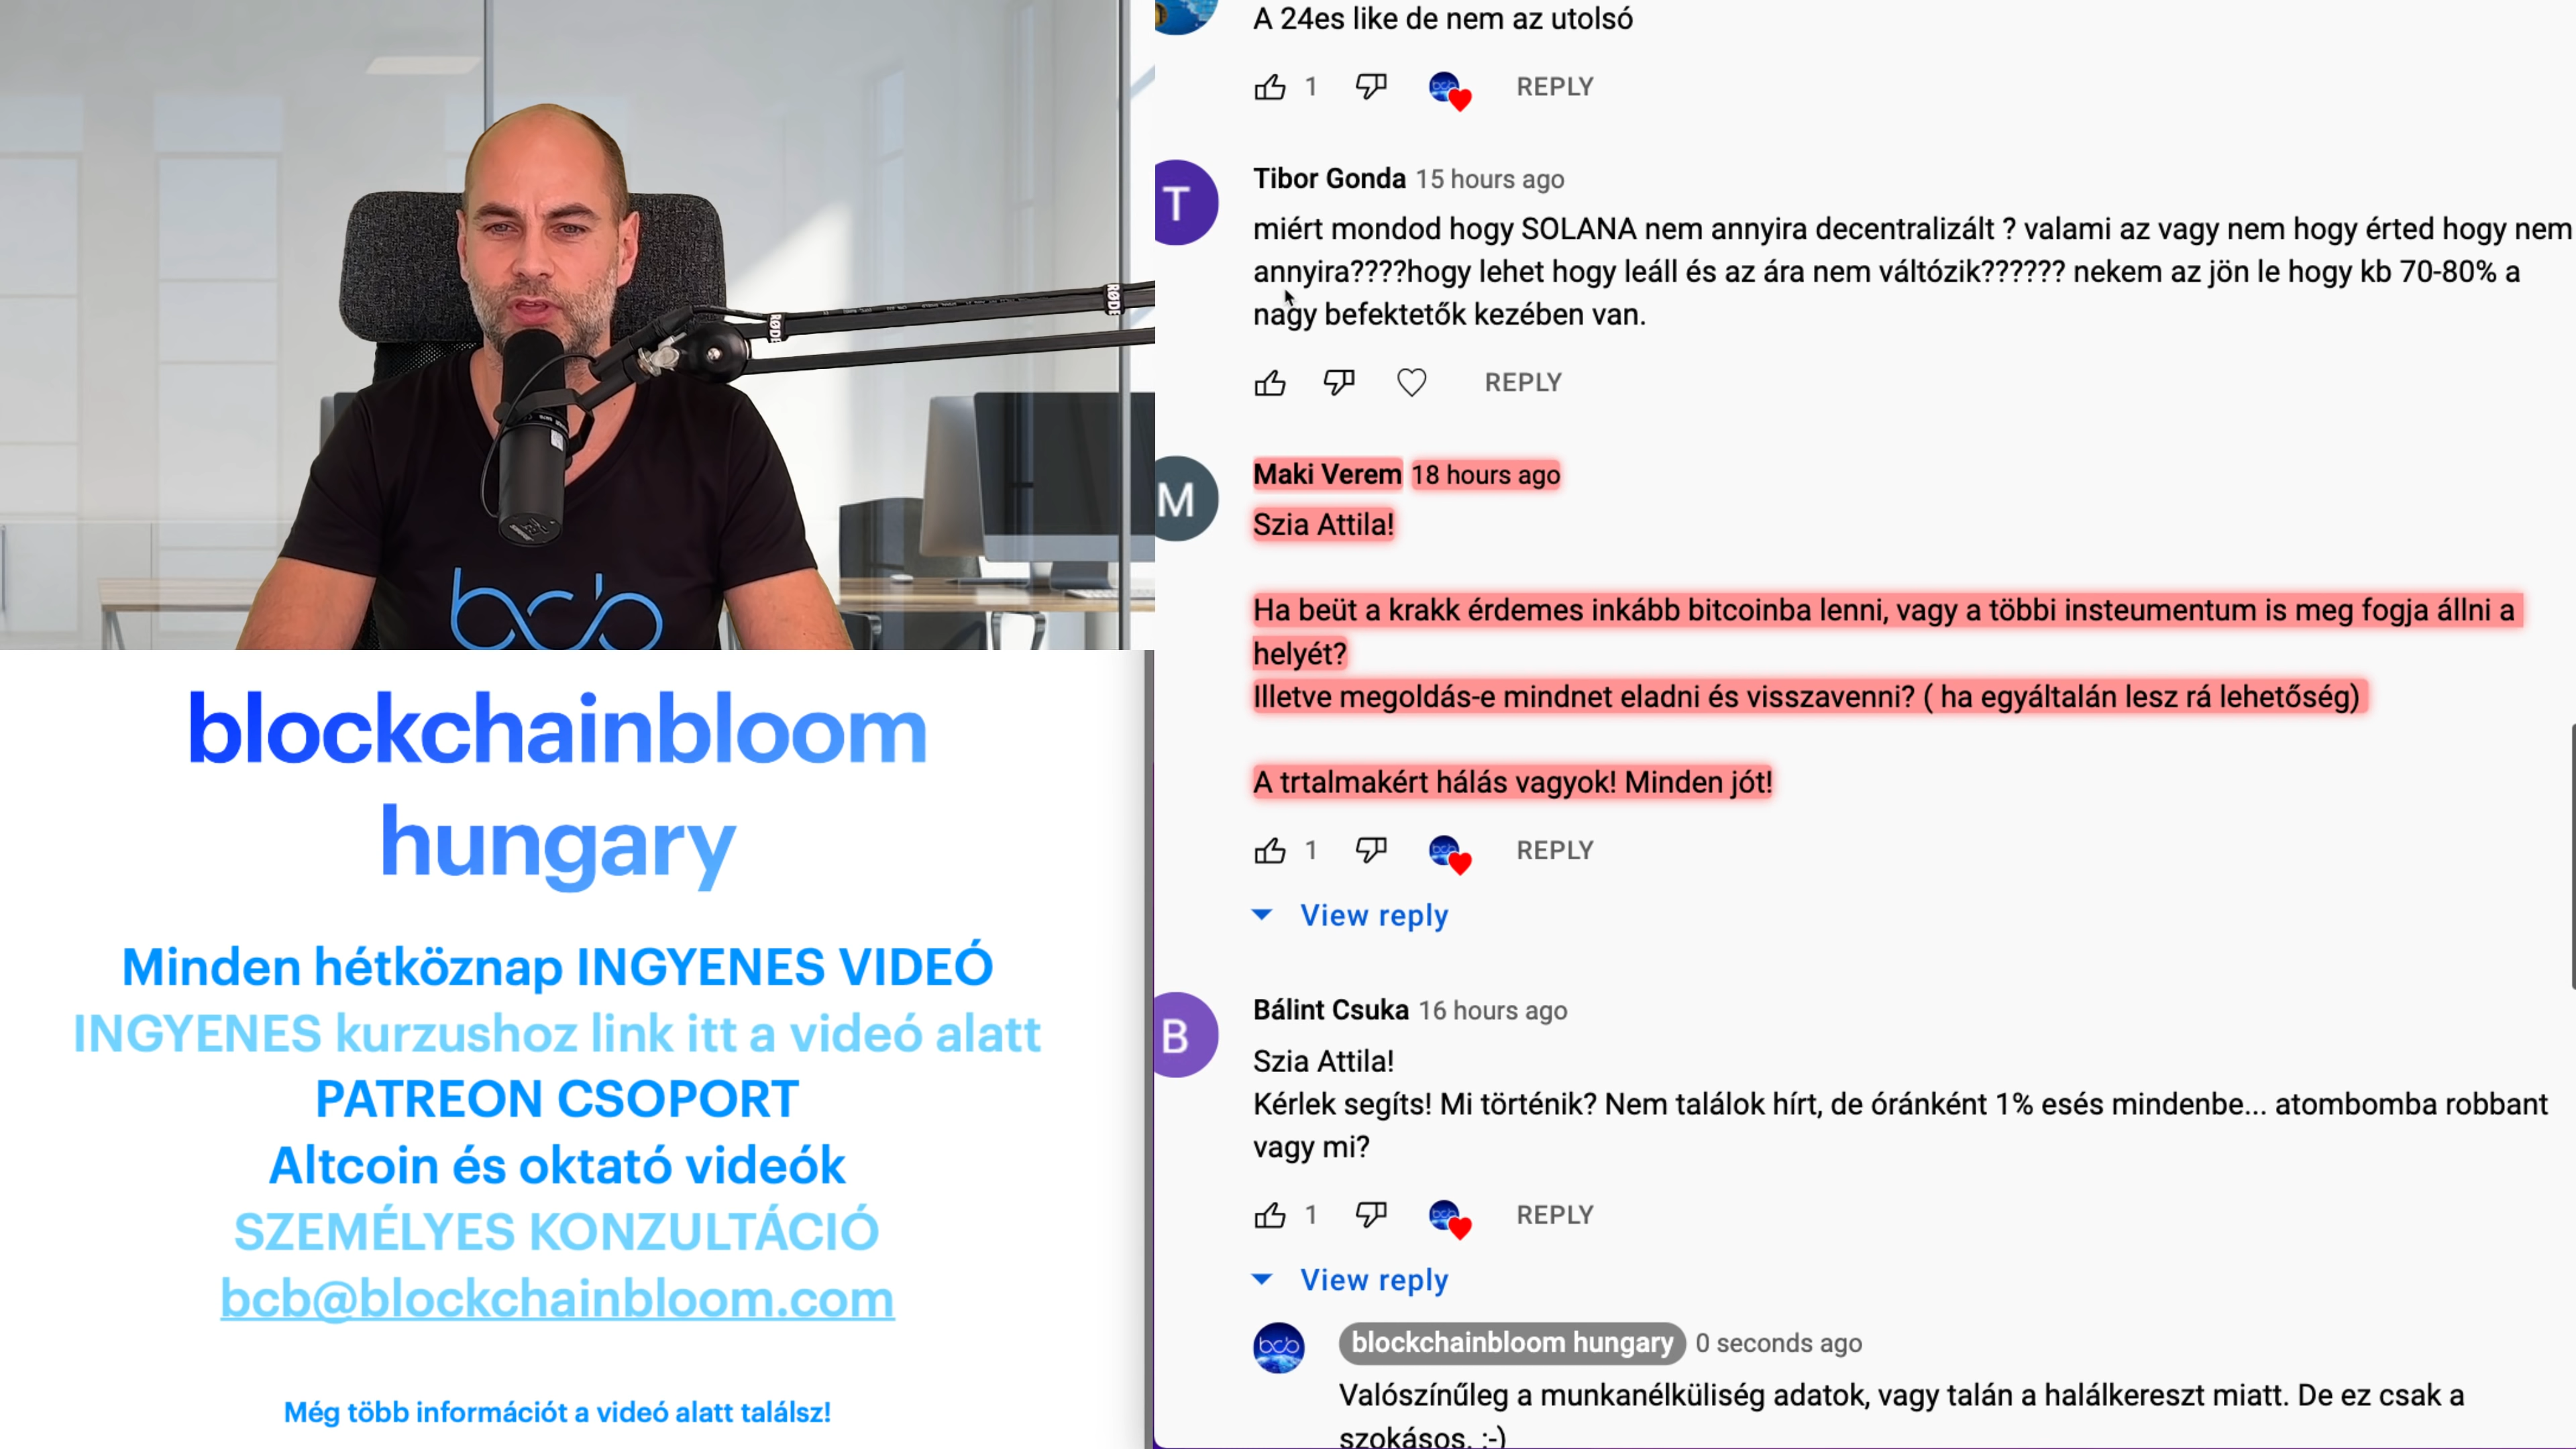 RØDE
RØDE
bcb
blockchainbloom
hungary
Minden hétköznap INGYENES VIDEÓ
INGYENES kurzushoz link itt a videó alatt
PATREON CSOPORT
Altcoin és oktató videók
SZEMÉLYES KONZULTÁCIÓ
bcb@blockchainbloom.com
Még több információt a videó alatt találsz!
A 24es like de nem az utolsó
1 REPLY
T
Tibor Gonda 15 hours ago
miért mondod hogy SOLANA nem annyira decentralizált ? valami az vagy nem hogy érted hogy nem
annyira????hogy lehet hogy leáll és az ára nem váltózik?????? nekem az jön le hogy kb 70-80% a
nagy befektetők kezében van.
REPLY
M
Maki Verem 18 hours ago
Szia Attila!
Ha beüt a krakk érdemes inkább bitcoinba lenni, vagy a többi insteumentum is meg fogja állni a
helyét?
Illetve megoldás-e mindnet eladni és visszavenni? ( ha egyáltalán lesz rá lehetőség)
A trtalmakért hálás vagyok! Minden jót!
1 REPLY
View reply
B
Bálint Csuka 16 hours ago
Szia Attila!
Kérlek segíts! Mi történik? Nem találok hírt, de óránként 1% esés mindenbe... atombomba robbant
vagy mi?
1 REPLY
View reply
bcb
blockchainbloom hungary 0 seconds ago
Valószínűleg a munkanélküliség adatok, vagy talán a halálkereszt miatt. De ez csak a
szokásos. :-)